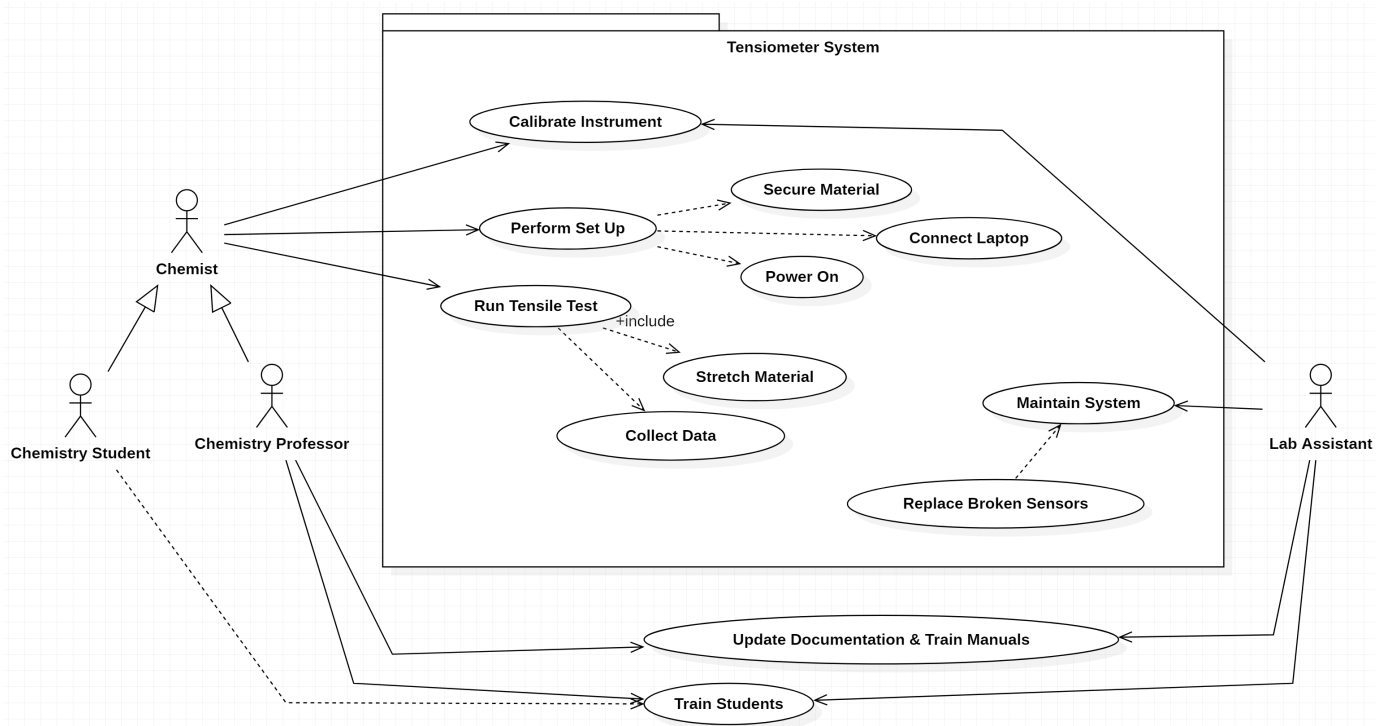 Tensiometer System
Calibrate Instrument
Secure Material
Perform Set Up
Connect Laptop
Chemist
Power On
Run Tensile Test
+include
Stretch Material
Maintain System
Collect Data
Chemistry Student
Chemistry Professor
Lab Assistant
Replace Broken Sensors
Update Documentation & Train Manuals
Train Students